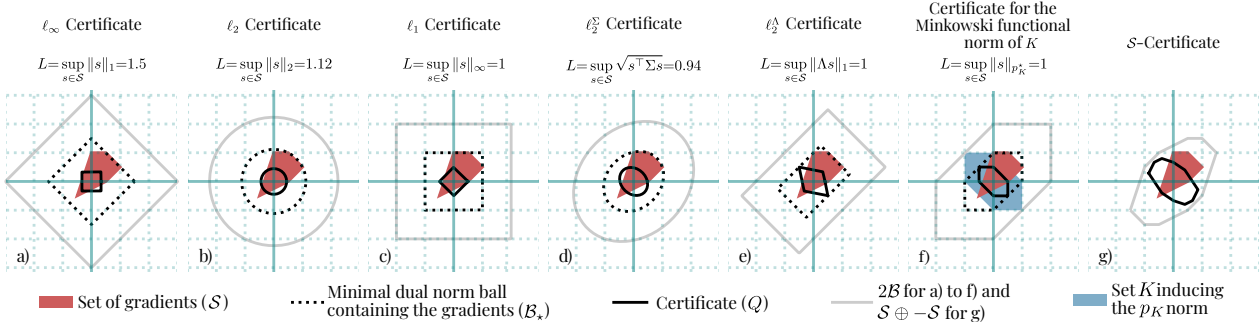 ℓ∞ Certificate
L=sup s∈S ‖s‖₁=1.5
a)
ℓ₂ Certificate
L=sup s∈S ‖s‖₂=1.12
b)
ℓ₁ Certificate
L=sup s∈S ‖s‖∞=1
c)
ℓ₂^Σ Certificate
L=sup s∈S √(s⊤Σs)=0.94
d)
ℓ₂^Λ Certificate
L=sup s∈S ‖Λs‖₁=1
e)
Certificate for the
Minkowski functional
norm of K
L=sup s∈S ‖s‖p*K=1
f)
S-Certificate
g)
Set of gradients (S)
Minimal dual norm ball
containing the gradients (B⋆)
Certificate (Q)
2B for a) to f) and
S ⊕ −S for g)
Set K inducing
the pK norm